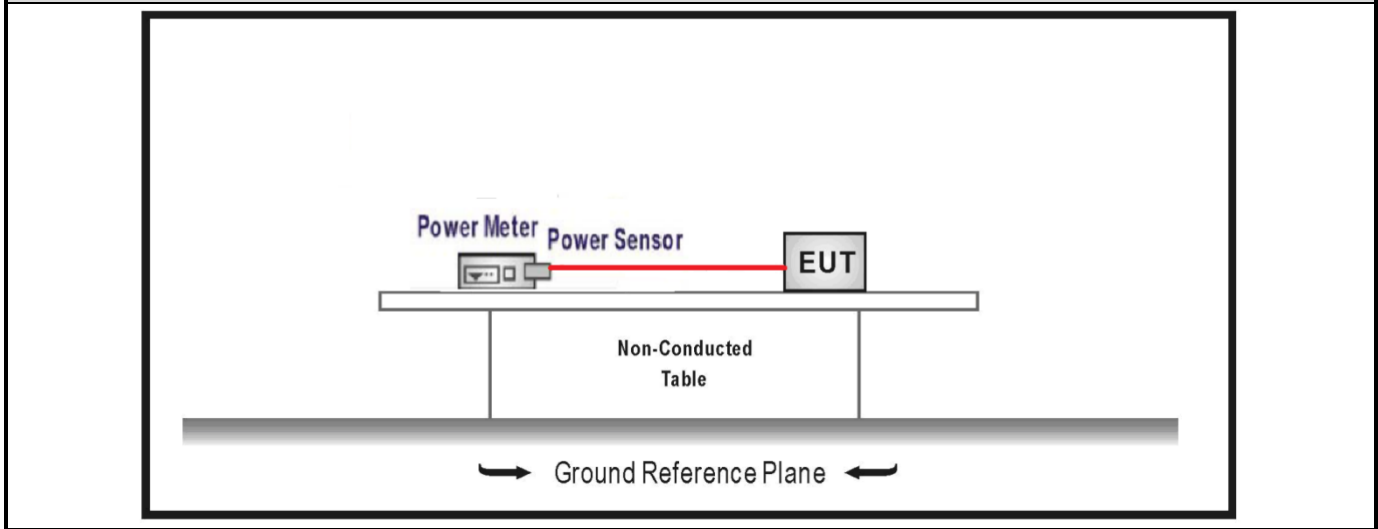 Power Meter
Power Sensor
EUT
Non-Conducted
Table
Ground Reference Plane